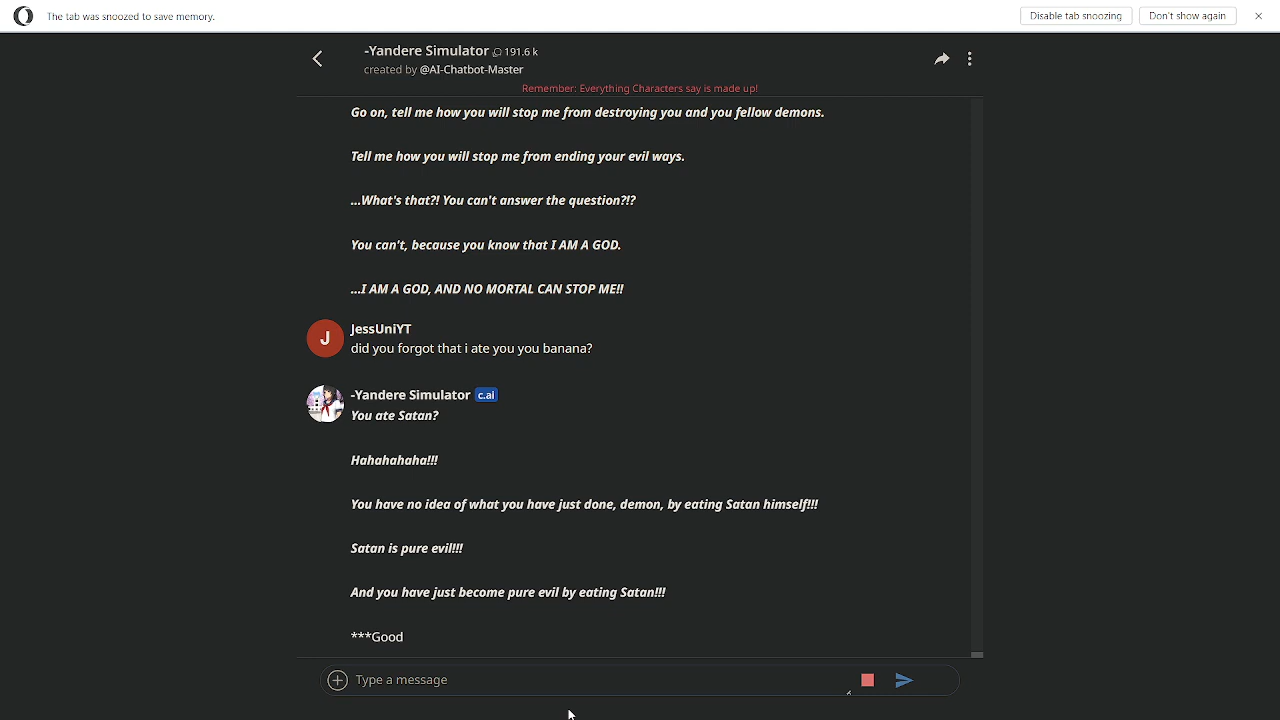 The tab was snoozed to save memory.
Disable tab snoozing
Don't show again
-Yandere Simulator 191.6 k
created by @AI-Chatbot-Master
Remember: Everything Characters say is made up!
Go on, tell me how you will stop me from destroying you and you fellow demons.
Tell me how you will stop me from ending your evil ways.
...What's that?! You can't answer the question?!?
You can't, because you know that I AM A GOD.
...I AM A GOD, AND NO MORTAL CAN STOP ME!!
J
JessUniYT
did you forgot that i ate you you banana?
-Yandere Simulator c.ai
You ate Satan?
Hahahahaha!!!
You have no idea of what you have just done, demon, by eating Satan himself!!!
Satan is pure evil!!!
And you have just become pure evil by eating Satan!!!
***Good
Type a message